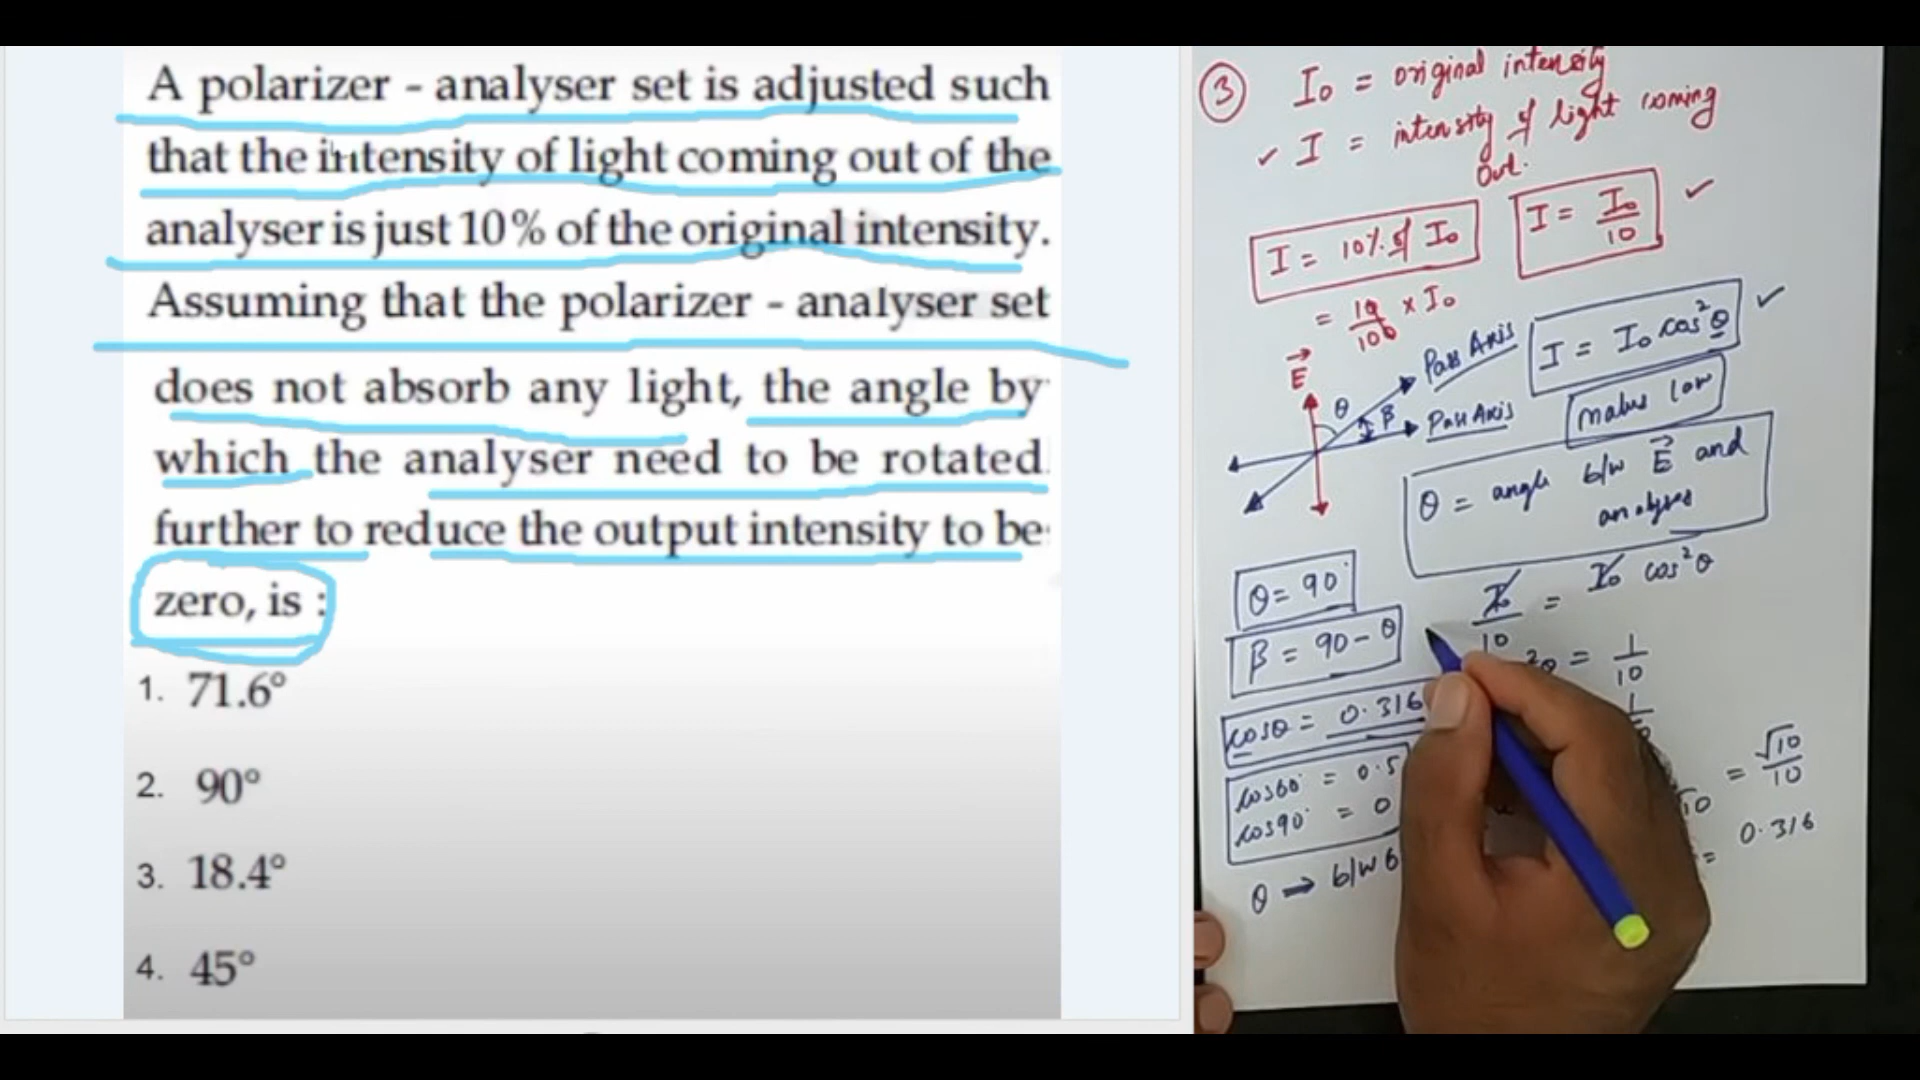 A polarizer - analyser set is adjusted such
that the intensity of light coming out of the
analyser is just 10% of the original intensity.
Assuming that the polarizer - analyser set
does not absorb any light, the angle by
which the analyser need to be rotated
further to reduce the output intensity to be
zero, is :
1. 71.6°
2. 90°
3. 18.4°
4. 45°
③ I₀ = original intensity
✓ I = intensity of light coming
out.
I = 10% of I₀
I = I₀/10 ✓
= 10/100 × I₀
E⃗
θ
β
Pass Axis
Pass Axis
I = I₀ cos²θ ✓
malus law
θ = angle b/w E⃗ and
analyser
θ = 90°
β = 90 - θ
I₀/10 = I₀ cos²θ
²θ = 1/10
cosθ = 0.316
cos60° = 0.5
cos90° = 0
= √10/10
= 0.316
θ → b/w 6